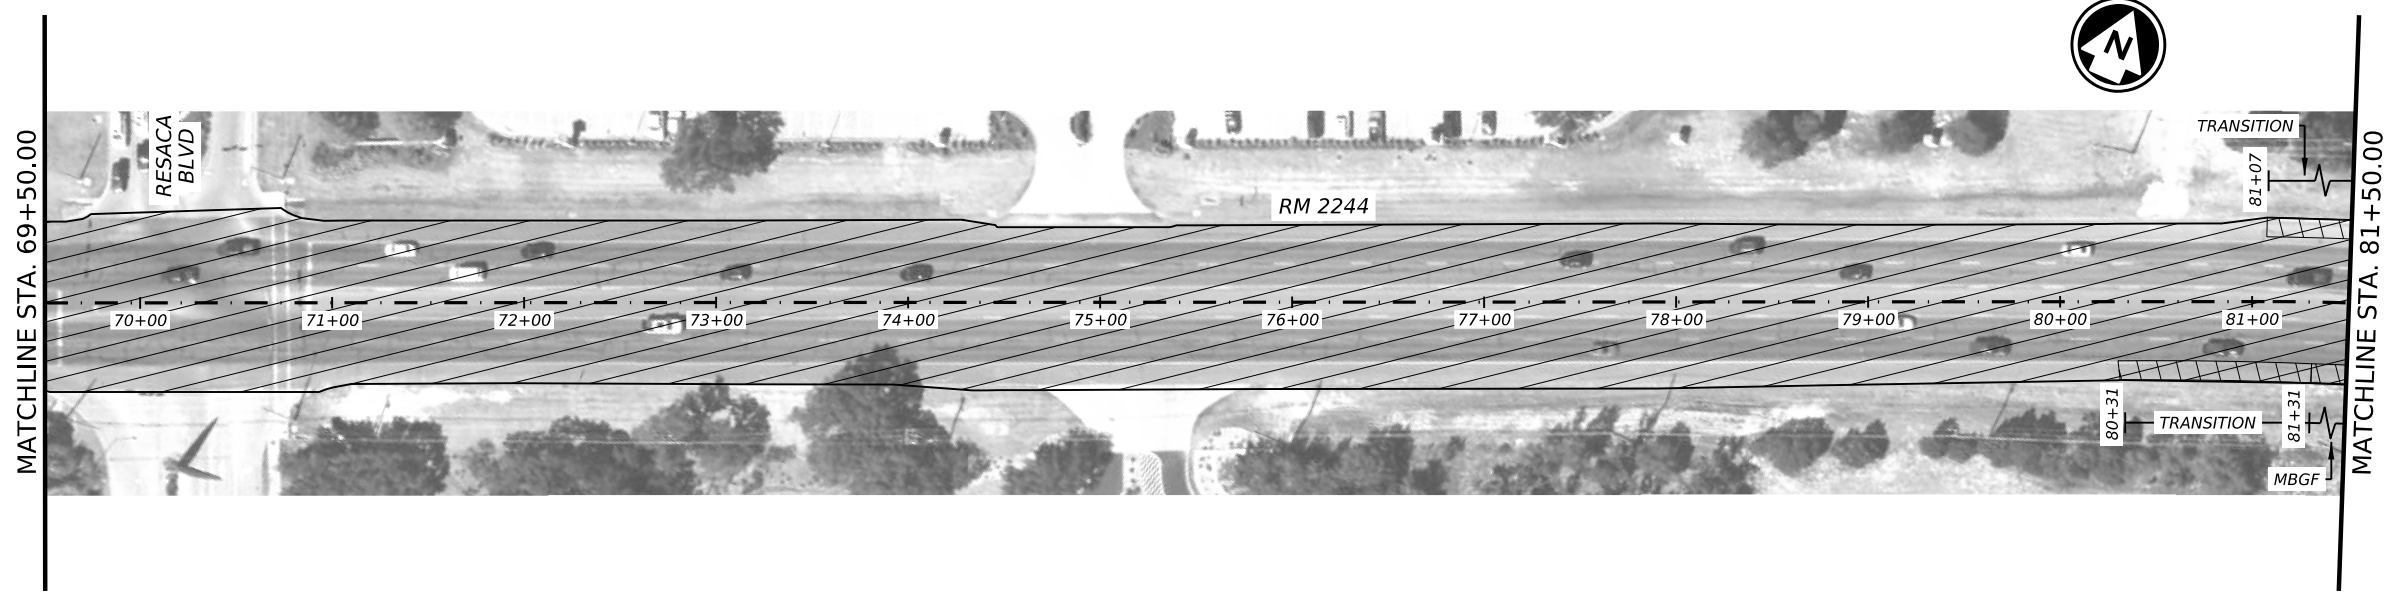 MATCHLINE STA. 69+50.00
RESACA
BLVD
N
RM 2244
TRANSITION
81+07
70+00
71+00
72+00
73+00
74+00
75+00
76+00
77+00
78+00
79+00
80+00
81+00
80+31
TRANSITION
81+31
MBGF
MATCHLINE STA. 81+50.00